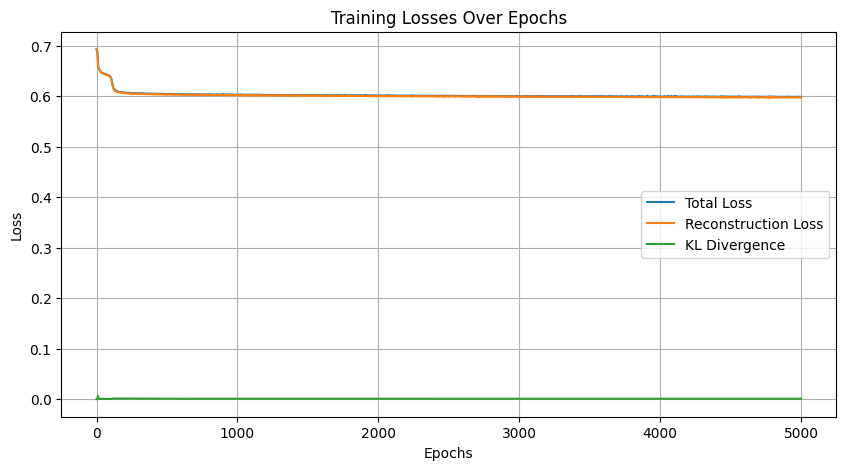 Training Losses Over Epochs
Loss
0.7
0.6
0.5
0.4
0.3
0.2
0.1
0.0
Total Loss
Reconstruction Loss
KL Divergence
0
1000
2000
3000
4000
5000
Epochs